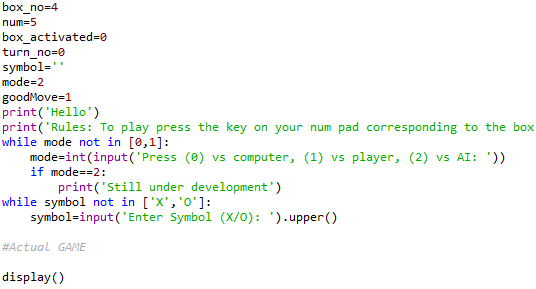 box_no=4
num=5
box_activated=0
turn_no=0
symbol=''
mode=2
goodMove=1
print('Hello')
print('Rules: To play press the key on your num pad corresponding to the box
while mode not in [0,1]:
    mode=int(input('Press (0) vs computer, (1) vs player, (2) vs AI: '))
    if mode==2:
        print('Still under development')
while symbol not in ['X','O']:
    symbol=input('Enter Symbol (X/O): ').upper()
#Actual GAME
display()